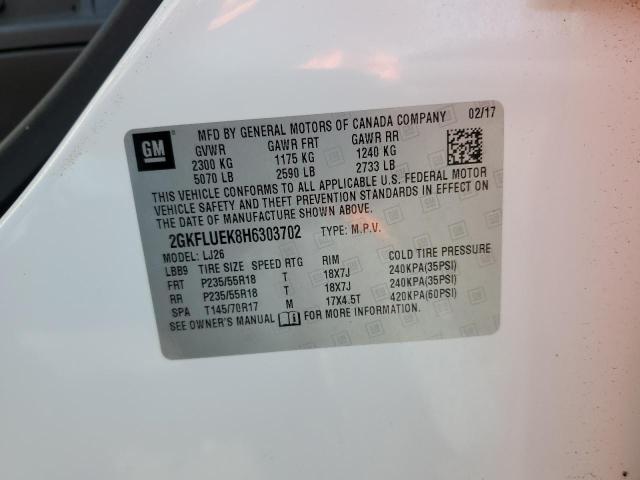 GM
MFD BY GENERAL MOTORS OF CANADA COMPANY 02/17
GVWR GAWR FRT GAWR RR
2300 KG 1175 KG 1240 KG
5070 LB 2590 LB 2733 LB
THIS VEHICLE CONFORMS TO ALL APPLICABLE U.S. FEDERAL MOTOR
VEHICLE SAFETY AND THEFT PREVENTION STANDARDS IN EFFECT ON
THE DATE OF MANUFACTURE SHOWN ABOVE.
2GKFLUEK8H6303702 TYPE: M.P.V.
MODEL: LJ26
LBB9 TIRE SIZE SPEED RTG RIM COLD TIRE PRESSURE
FRT P235/55R18 T 18X7J 240KPA(35PSI)
RR P235/55R18 T 18X7J 240KPA(35PSI)
SPA T145/70R17 M 17X4.5T 420KPA(60PSI)
SEE OWNER'S MANUAL FOR MORE INFORMATION.